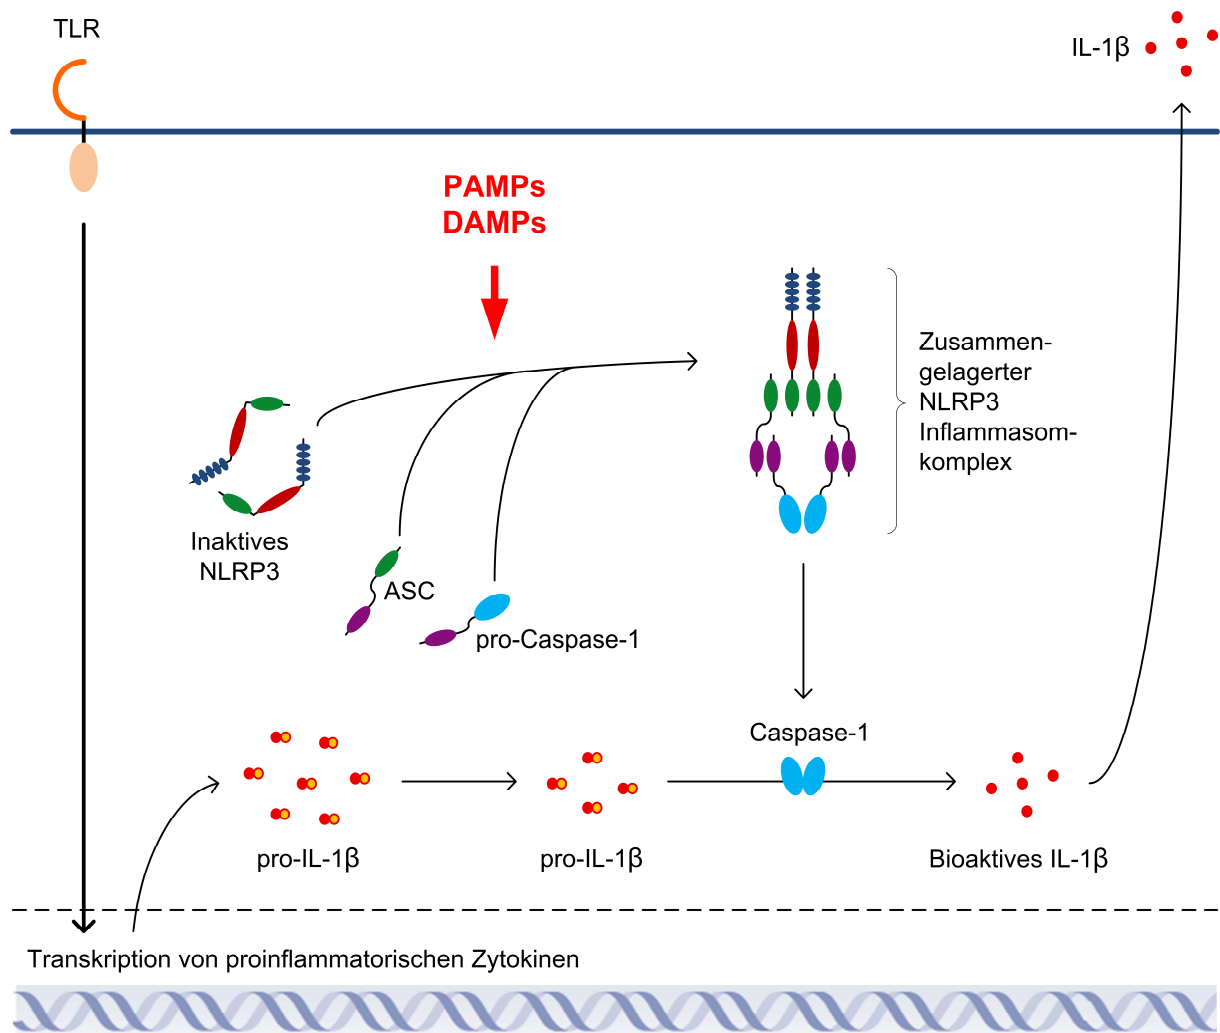 TLR
IL-1β
PAMPs
DAMPs
Zusammen-
gelagerter
NLRP3
Inflammasom-
komplex
Inaktives
NLRP3
ASC
pro-Caspase-1
Caspase-1
pro-IL-1β
pro-IL-1β
Bioaktives IL-1β
Transkription von proinflammatorischen Zytokinen